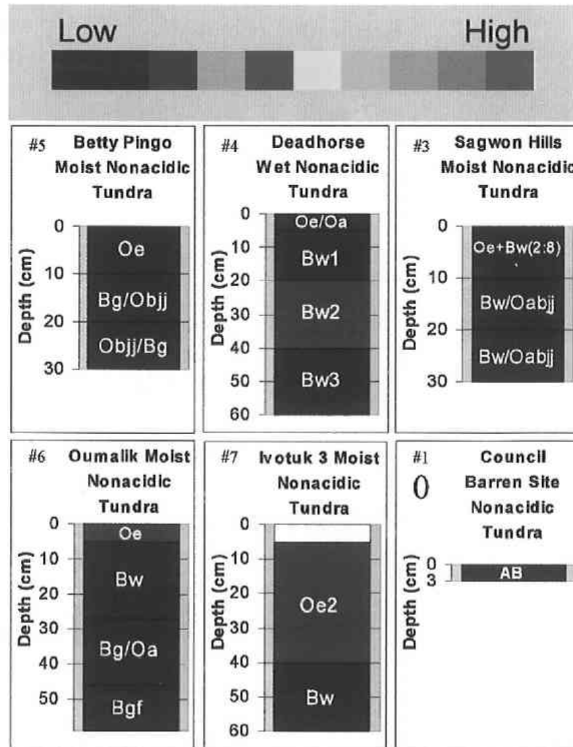 Low High
#5 Betty Pingo
Moist Nonacidic
Tundra
Depth (cm)
0
10
20
30
Oe
Bg/Objj
Objj/Bg
#4 Deadhorse
Wet Nonacidic
Tundra
Depth (cm)
0
10
20
30
40
50
60
Oe/Oa
Bw1
Bw2
Bw3
#3 Sagwon Hills
Moist Nonacidic
Tundra
Depth (cm)
0
10
20
30
Oe+Bw(2:8)
Bw/Oabjj
Bw/Oabjj
#6 Oumalik Moist
Nonacidic
Tundra
Depth (cm)
0
10
20
30
40
50
Oe
Bw
Bg/Oa
Bgf
#7 Ivotuk 3 Moist
Nonacidic
Tundra
Depth (cm)
0
10
20
30
40
50
60
Oe2
Bw
#1 Council
0 Barren Site
Nonacidic
Tundra
Depth (cm)
0
3
AB